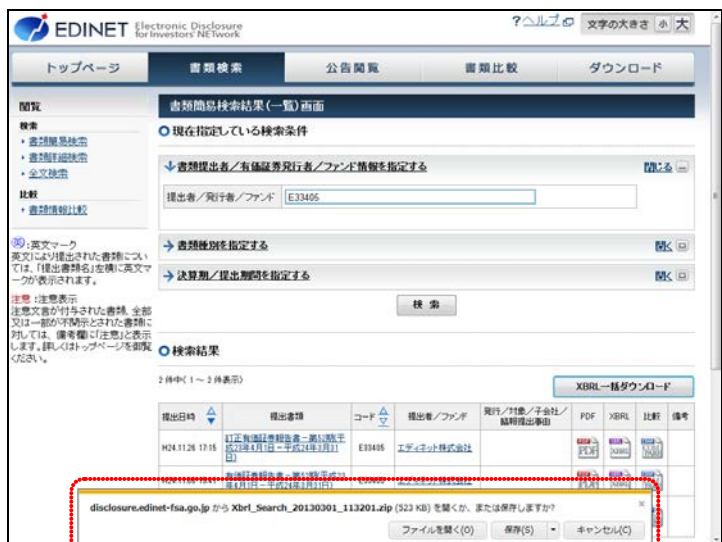 EDINET Electronic Disclosure for Investors' NETwork
?ヘルプ 文字の大きさ 小 大
トップページ 書類検索 公告閲覧 書類比較 ダウンロード
閲覧
検索
書類簡易検索
書類詳細検索
全文検索
比較
書類情報比較
英:英文マーク
英文により提出された書類につい
ては、「提出書類名」左横に英文マ
ークが表示されます。
注意:注意表示
注意文言が付与された書類、全部
又は一部が不開示とされた書類に
対しては、備考欄に「注意」と表示
します。詳しくはトップページを御覧
ください。
書類簡易検索結果(一覧)画面
現在指定している検索条件
書類提出者/有価証券発行者/ファンド情報を指定する 閉じる
提出者/発行者/ファンド E33405
書類種別を指定する 開く
決算期/提出期間を指定する 開く
検 索
検索結果
2 件中( 1 ~ 2 件表示)
XBRL一括ダウンロード
提出日時 提出書類 コード 提出者/ファンド 発行/対象/子会社/
臨報提出事由 PDF XBRL 比較 備考
H24.11.26 17:15 訂正有価証券報告書-第52期(平
成23年4月1日-平成24年3月31
日) E33405 エディネット株式会社 PDF XBRL
有価証券報告書-第52期(平成23
年4月1日-平成24年3月31日)
disclosure.edinet-fsa.go.jp から Xbrl_Search_20130301_113201.zip (523 KB) を開くか、または保存しますか?
ファイルを開く(O) 保存(S) キャンセル(C)